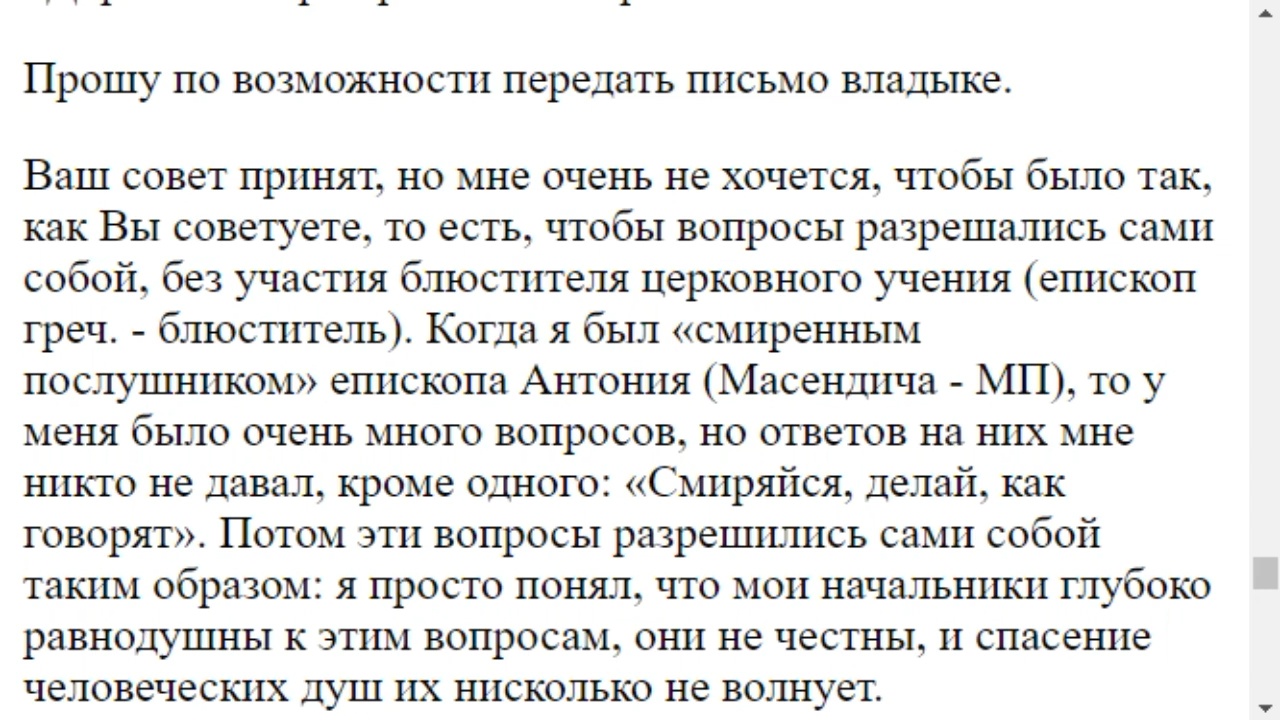 Прошу по возможности передать письмо владыке.
Ваш совет принят, но мне очень не хочется, чтобы было так,
как Вы советуете, то есть, чтобы вопросы разрешались сами
собой, без участия блюстителя церковного учения (епископ
греч. - блюститель). Когда я был «смиренным
послушником» епископа Антония (Масендича - МП), то у
меня было очень много вопросов, но ответов на них мне
никто не давал, кроме одного: «Смиряйся, делай, как
говорят». Потом эти вопросы разрешились сами собой
таким образом: я просто понял, что мои начальники глубоко
равнодушны к этим вопросам, они не честны, и спасение
человеческих душ их нисколько не волнует.